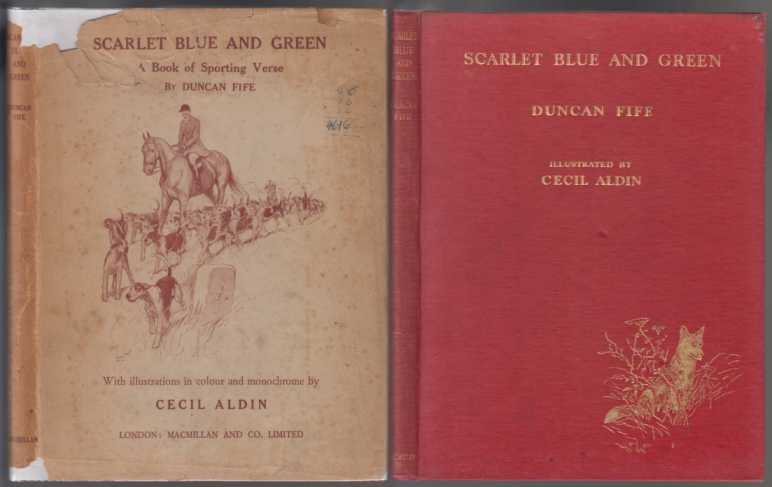 SCARLET BLUE AND GREEN
A Book of Sporting Verse
BY DUNCAN FIFE
With illustrations in colour and monochrome by
CECIL ALDIN
LONDON: MACMILLAN AND CO. LIMITED
AND
GREEN
DUNCAN
FIFE
SCARLET
BLUE
AND
GREEN
FIFE
SCARLET BLUE AND GREEN
DUNCAN FIFE
ILLUSTRATED BY
CECIL ALDIN